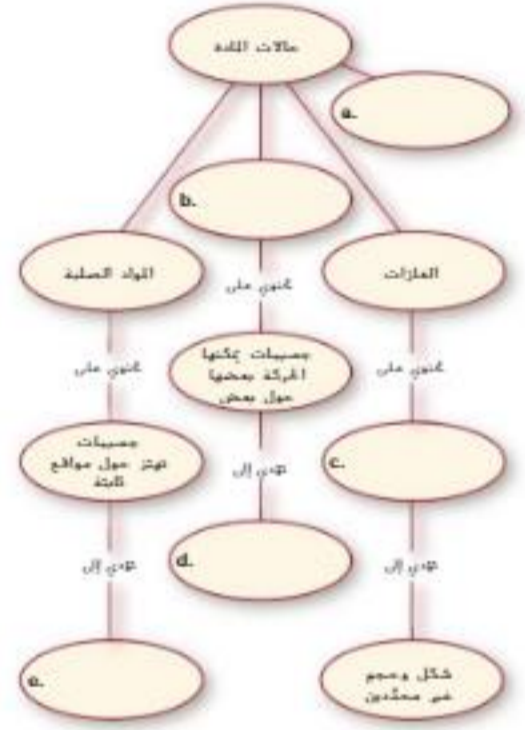 حالات المادة
a.
b.
المواد الصلبة
الغازات
تحتوي على
تحتوي على
تحتوي على
جسيمات يمكنها
الحركة بعضها
حول بعض
جسيمات
تهتز حول مواقع
ثابتة
c.
تؤدي إلى
d.
تؤدي إلى
تؤدي إلى
e.
شكل وحجم
غير محددين